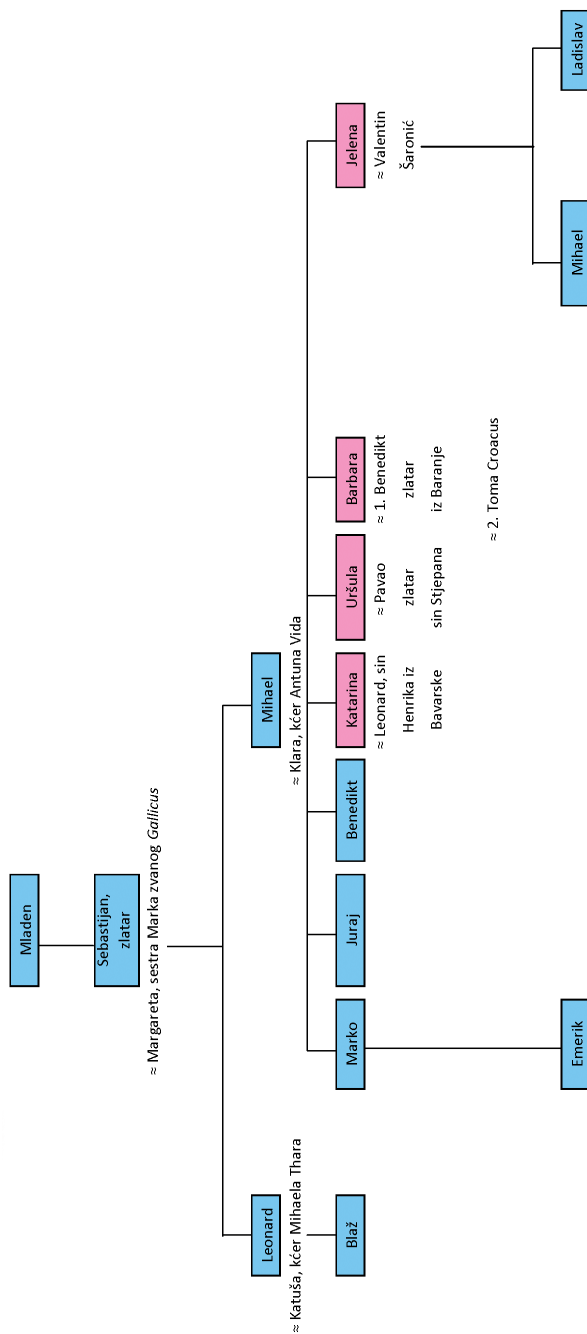 Mladen
Sebastijan,
zlatar
≈ Margareta, sestra Marka zvanog Gallicus
Leonard
≈ Katuša, kćer Mihaela Thara
Mihael
≈ Klara, kćer Antuna Vida
Blaž
Marko
Juraj
Benedikt
Katarina
≈ Leonard, sin
Henrika iz
Bavarske
Uršula
≈ Pavao
zlatar
sin Stjepana
Barbara
≈ 1. Benedikt
zlatar
iz Baranje
≈ 2. Toma Croacus
Jelena
≈ Valentin
Šaronić
Emerik
Mihael
Ladislav